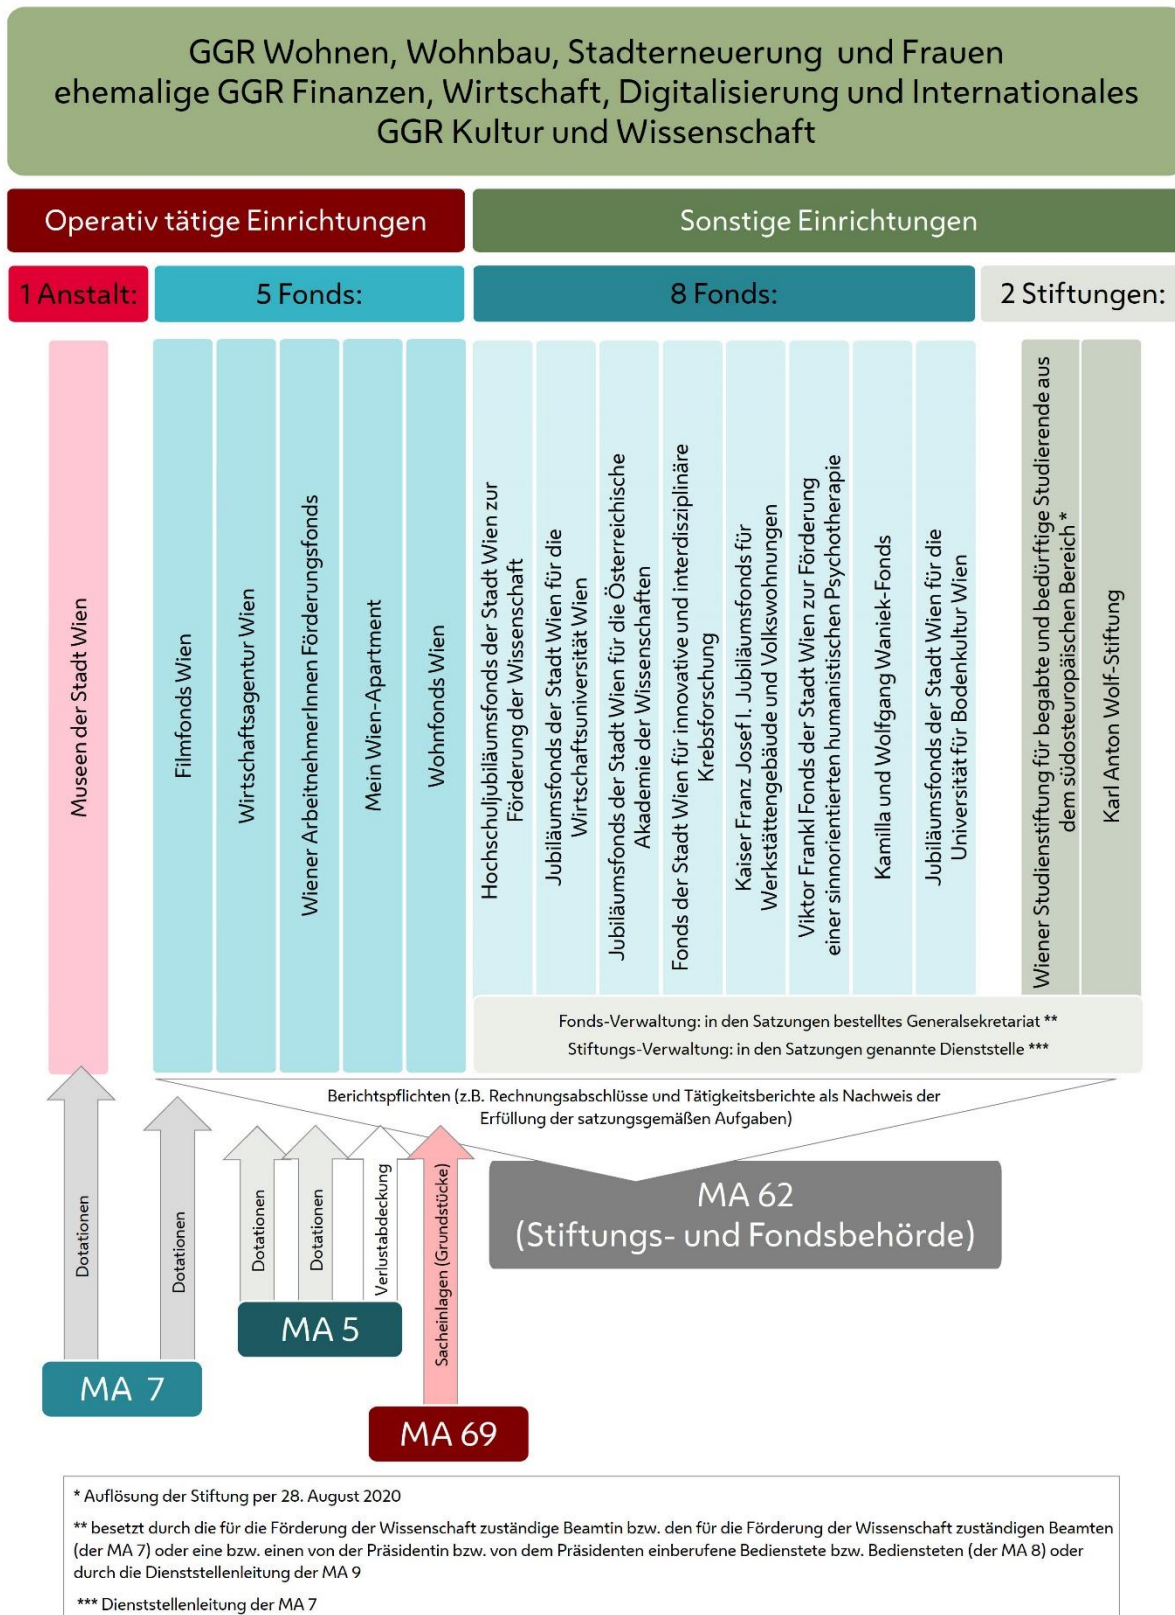 GGR Wohnen, Wohnbau, Stadterneuerung und Frauen
ehemalige GGR Finanzen, Wirtschaft, Digitalisierung und Internationales
GGR Kultur und Wissenschaft
Operativ tätige Einrichtungen
Sonstige Einrichtungen
1 Anstalt:
5 Fonds:
8 Fonds:
2 Stiftungen:
Museen der Stadt Wien
Filmfonds Wien
Wirtschaftsagentur Wien
Wiener ArbeitnehmerInnen Förderungsfonds
Mein Wien-Apartment
Wohnfonds Wien
Hochschuljubiläumsfonds der Stadt Wien zur
Förderung der Wissenschaft
Jubiläumsfonds der Stadt Wien für die
Wirtschaftsuniversität Wien
Jubiläumsfonds der Stadt Wien für die Österreichische
Akademie der Wissenschaften
Fonds der Stadt Wien für innovative und interdisziplinäre
Krebsforschung
Kaiser Franz Josef I. Jubiläumsfonds für
Werkstättengebäude und Volkswohnungen
Viktor Frankl Fonds der Stadt Wien zur Förderung
einer sinnorientierten humanistischen Psychotherapie
Kamilla und Wolfgang Waniek-Fonds
Jubiläumsfonds der Stadt Wien für die
Universität für Bodenkultur Wien
Wiener Studienstiftung für begabte und bedürftige Studierende aus
dem südosteuropäischen Bereich *
Karl Anton Wolf-Stiftung
Fonds-Verwaltung: in den Satzungen bestelltes Generalsekretariat **
Stiftungs-Verwaltung: in den Satzungen genannte Dienststelle ***
Berichtspflichten (z.B. Rechnungsabschlüsse und Tätigkeitsberichte als Nachweis der
Erfüllung der satzungsgemäßen Aufgaben)
Dotationen
Dotationen
Dotationen
Dotationen
Verlustabdeckung
Sacheinlagen (Grundstücke)
MA 62
(Stiftungs- und Fondsbehörde)
MA 5
MA 7
MA 69
* Auflösung der Stiftung per 28. August 2020
** besetzt durch die für die Förderung der Wissenschaft zuständige Beamtin bzw. den für die Förderung der Wissenschaft zuständigen Beamten
(der MA 7) oder eine bzw. einen von der Präsidentin bzw. von dem Präsidenten einberufene Bedienstete bzw. Bediensteten (der MA 8) oder
durch die Dienststellenleitung der MA 9
*** Dienststellenleitung der MA 7